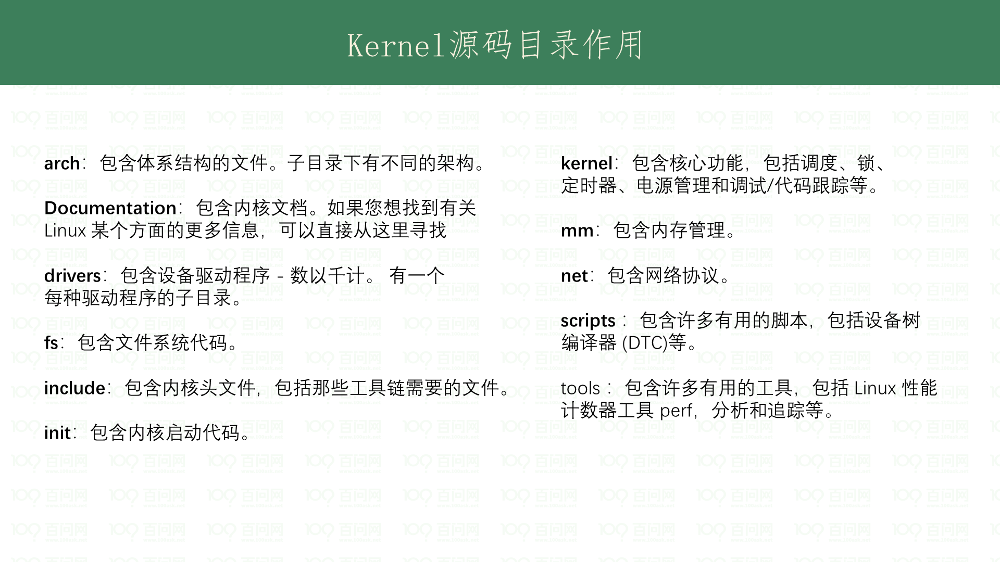 Kernel源码目录作用
arch：包含体系结构的文件。子目录下有不同的架构。
Documentation：包含内核文档。如果您想找到有关
Linux 某个方面的更多信息，可以直接从这里寻找
drivers：包含设备驱动程序 - 数以千计。 有一个
每种驱动程序的子目录。
fs：包含文件系统代码。
include：包含内核头文件，包括那些工具链需要的文件。
init：包含内核启动代码。
kernel：包含核心功能，包括调度、锁、
定时器、电源管理和调试/代码跟踪等。
mm：包含内存管理。
net：包含网络协议。
scripts ：包含许多有用的脚本，包括设备树
编译器 (DTC)等。
tools ：包含许多有用的工具，包括 Linux 性能
计数器工具 perf，分析和追踪等。
百问网
www.100ask.net